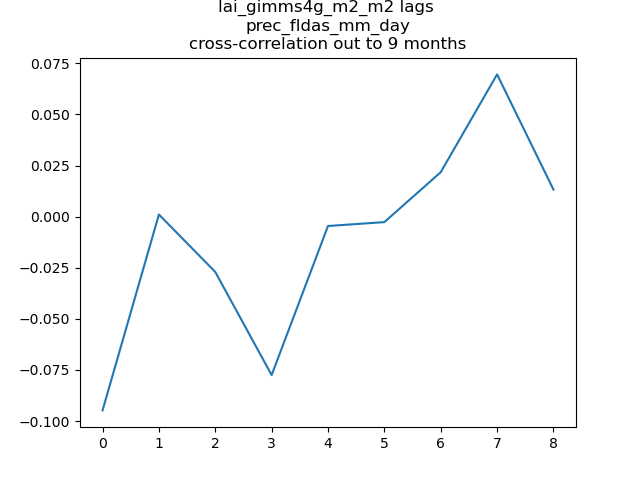 lai_gimms4g_m2_m2 lags
prec_fldas_mm_day
cross-correlation out to 9 months
0.075
0.050
0.025
0.000
−0.025
−0.050
−0.075
−0.100
0 1 2 3 4 5 6 7 8